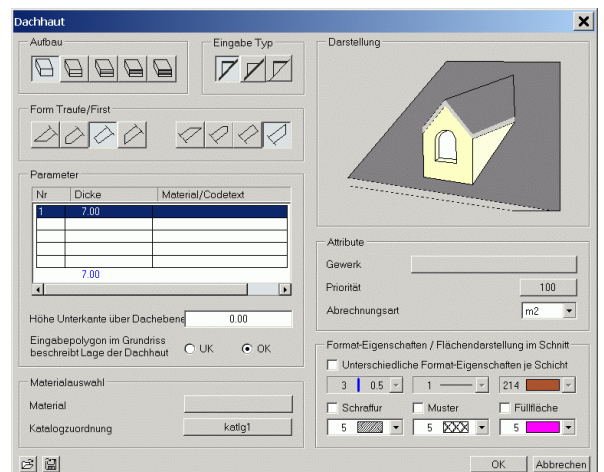 Dachhaut
Aufbau
Eingabe Typ
Darstellung
Form Traufe/First
Parameter
Nr Dicke Material/Codetext
1 7.00
7.00
Höhe Unterkante über Dachebene 0.00
Eingabepolygon im Grundriss
beschreibt Lage der Dachhaut UK OK
Materialauswahl
Material
Katalogzuordnung katlg1
Attribute
Gewerk
Priorität 100
Abrechnungsart m2
Format-Eigenschaften / Flächendarstellung im Schnitt
Unterschiedliche Format-Eigenschaften je Schicht
3 0.5 1 214
Schraffur Muster Füllfläche
5 5 5
OK Abbrechen